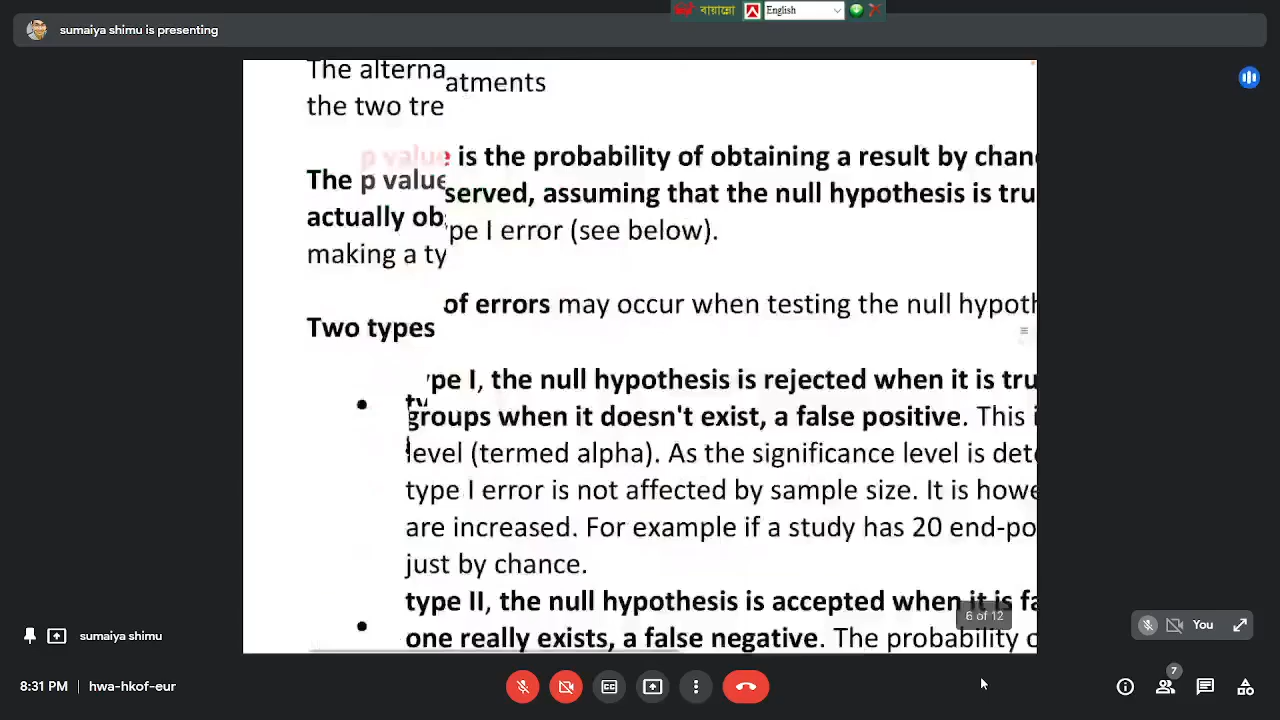 বায়ান্নো English
sumaiya shimu is presenting
The alterna atments
the two tre
p value is the probability of obtaining a result by chan
The p value
served, assuming that the null hypothesis is tru
actually ob
pe I error (see below).
making a ty
of errors may occur when testing the null hypoth
Two types
ype I, the null hypothesis is rejected when it is tru
• ty
groups when it doesn't exist, a false positive. This i
level (termed alpha). As the significance level is dete
type I error is not affected by sample size. It is howe
are increased. For example if a study has 20 end-po
just by chance.
type II, the null hypothesis is accepted when it is fa
6 of 12
• one really exists, a false negative. The probability o
sumaiya shimu
You
8:31 PM | hwa-hkof-eur
7